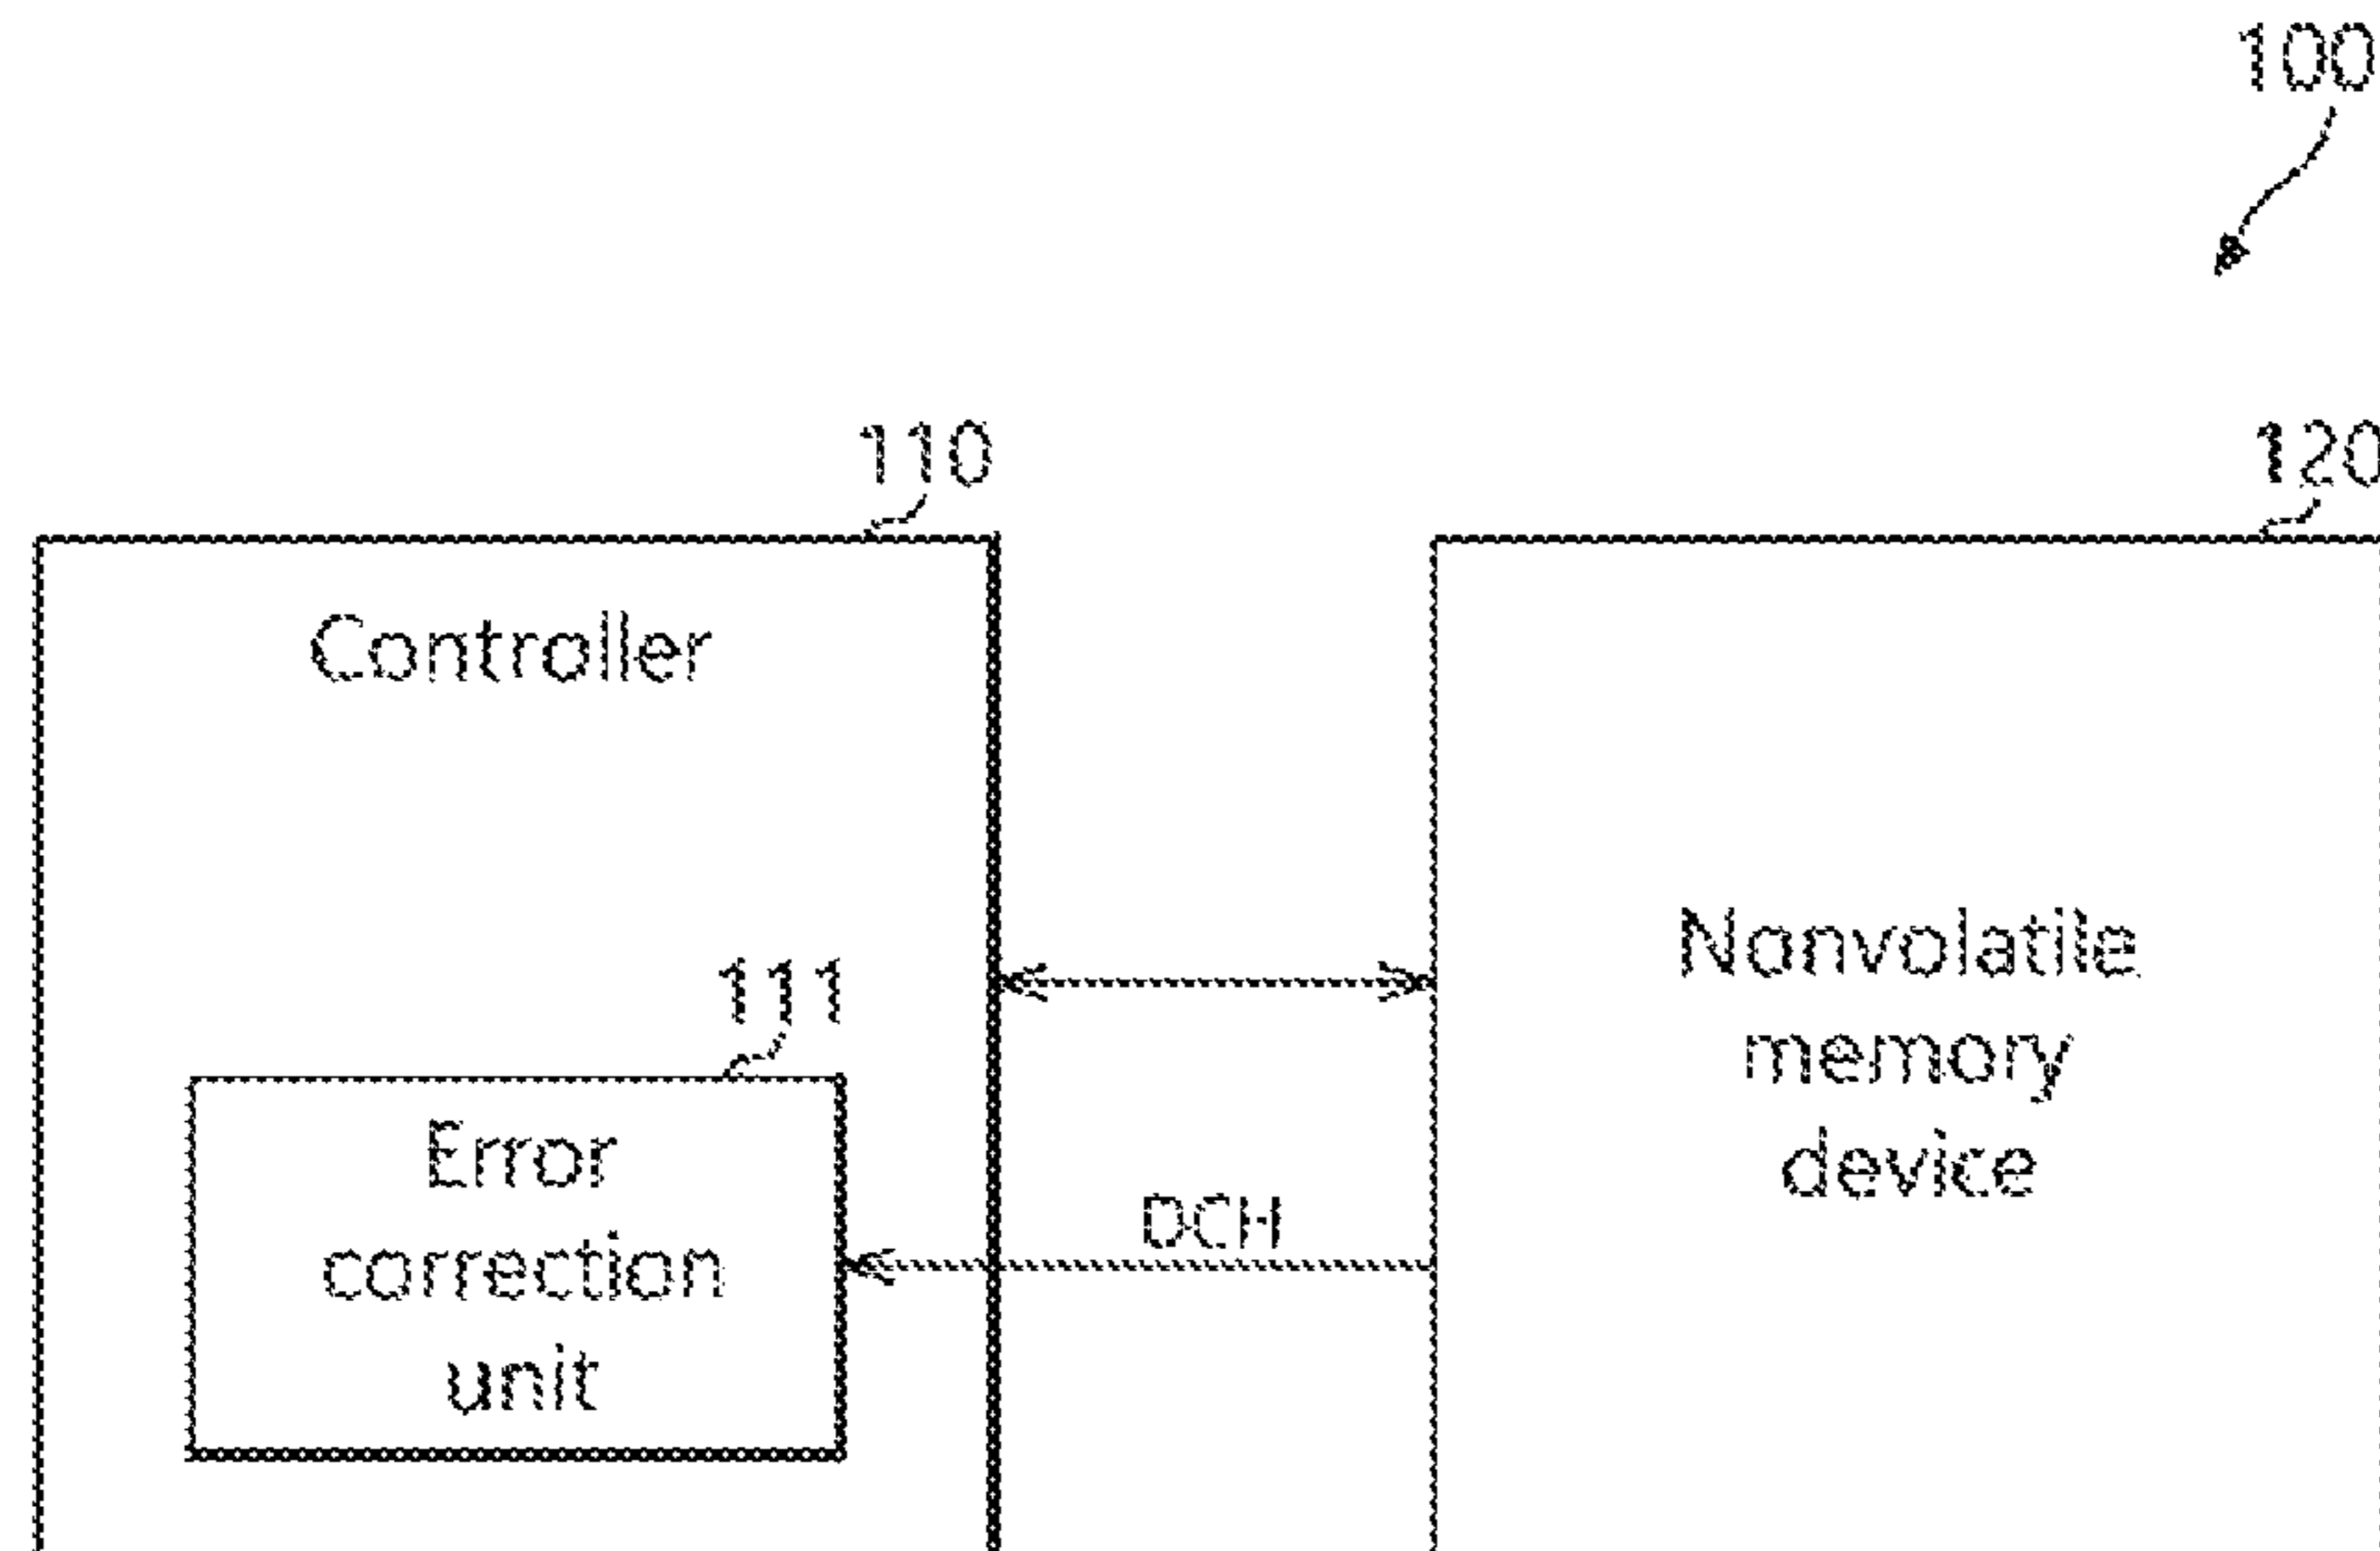 100
110
120
Controller
111
Nonvolatile
memory
device
Error
correction
unit
DCH